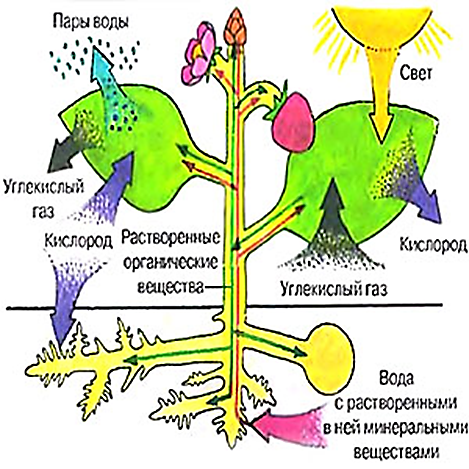 Пары воды
Свет
Углекислый
газ
Кислород
Растворенные
органические
вещества
Кислород
Углекислый газ
Вода
с растворенными
в ней минеральными
веществами